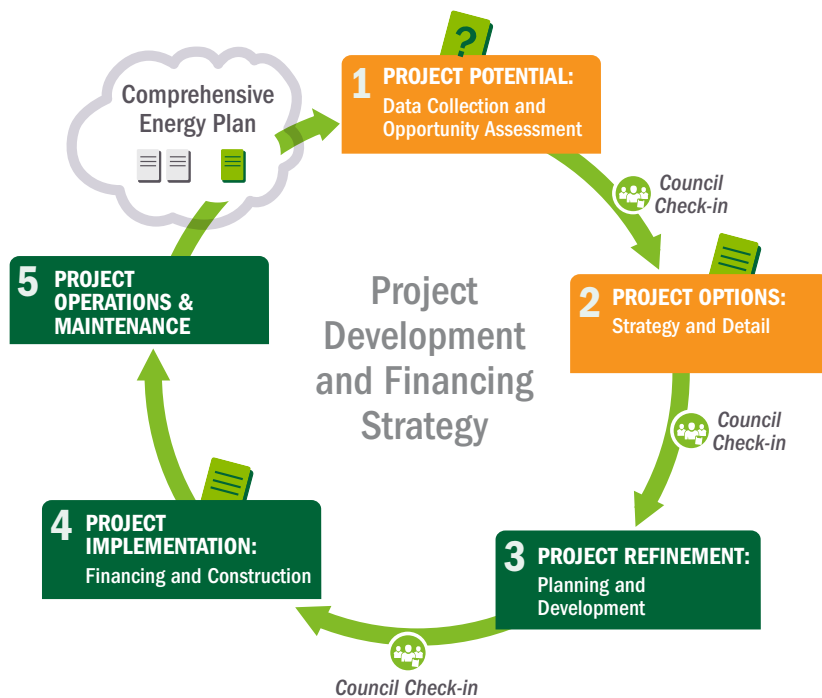 ?
Comprehensive
Energy Plan
1 PROJECT POTENTIAL:
Data Collection and
Opportunity Assessment
Council
Check-in
2 PROJECT OPTIONS:
Strategy and Detail
Council
Check-in
3 PROJECT REFINEMENT:
Planning and
Development
Council Check-in
4 PROJECT
IMPLEMENTATION:
Financing and Construction
5 PROJECT
OPERATIONS &
MAINTENANCE
Project
Development
and Financing
Strategy